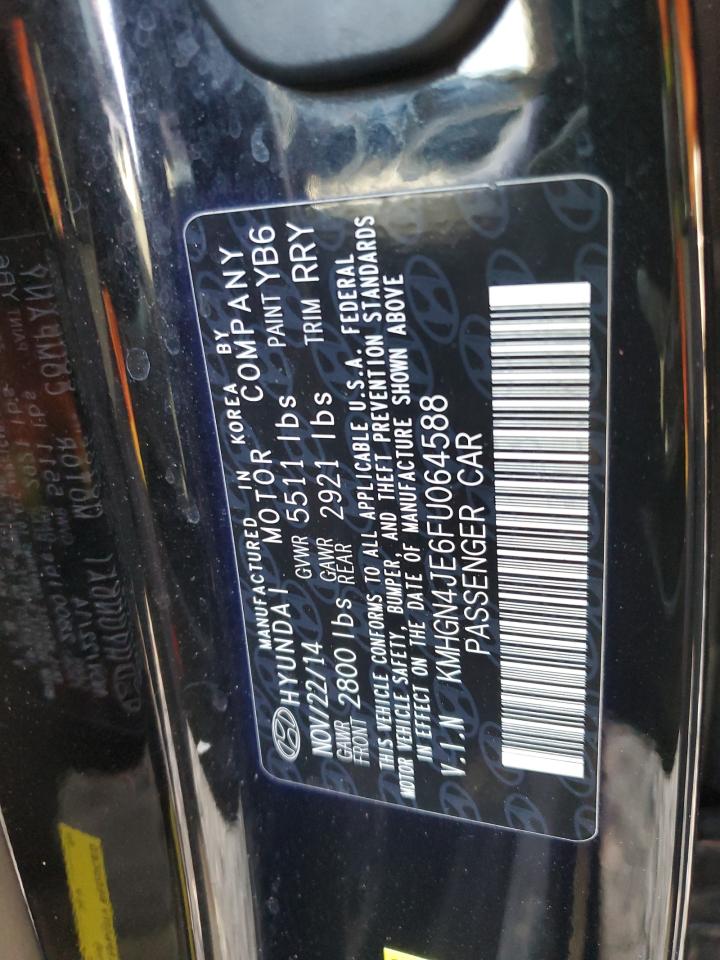 MANUFACTURED IN KOREA BY
HYUNDAI MOTOR COMPANY
NOV/22/14 GVWR 5511 lbs PAINT YB6
GAWR FRONT 2800 lbs GAWR REAR 2921 lbs TRIM RRY
THIS VEHICLE CONFORMS TO ALL APPLICABLE U.S.A. FEDERAL
MOTOR VEHICLE SAFETY, BUMPER, AND THEFT PREVENTION STANDARDS
IN EFFECT ON THE DATE OF MANUFACTURE SHOWN ABOVE
V.I.N KMHGN4JE6FU064588
PASSENGER CAR